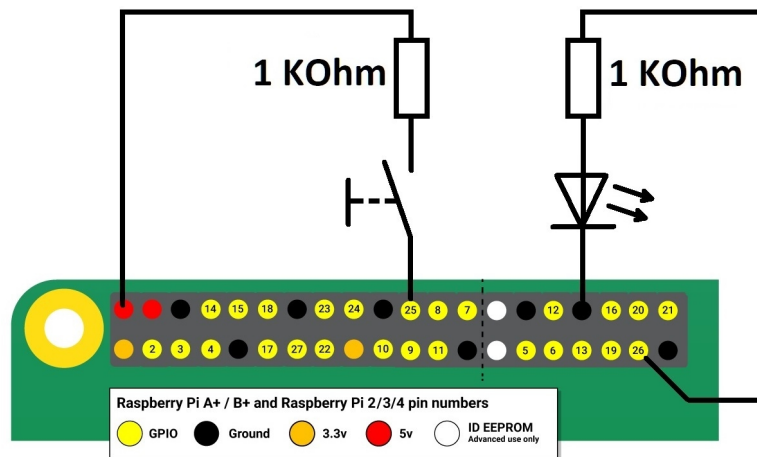 1 KOhm 1 KOhm
14 15 18 23 24 25 8 7 12 16 20 21
2 3 4 17 27 22 10 9 11 5 6 13 19 26
Raspberry Pi A+ / B+ and Raspberry Pi 2/3/4 pin numbers
GPIO Ground 3.3v 5v ID EEPROM
Advanced use only